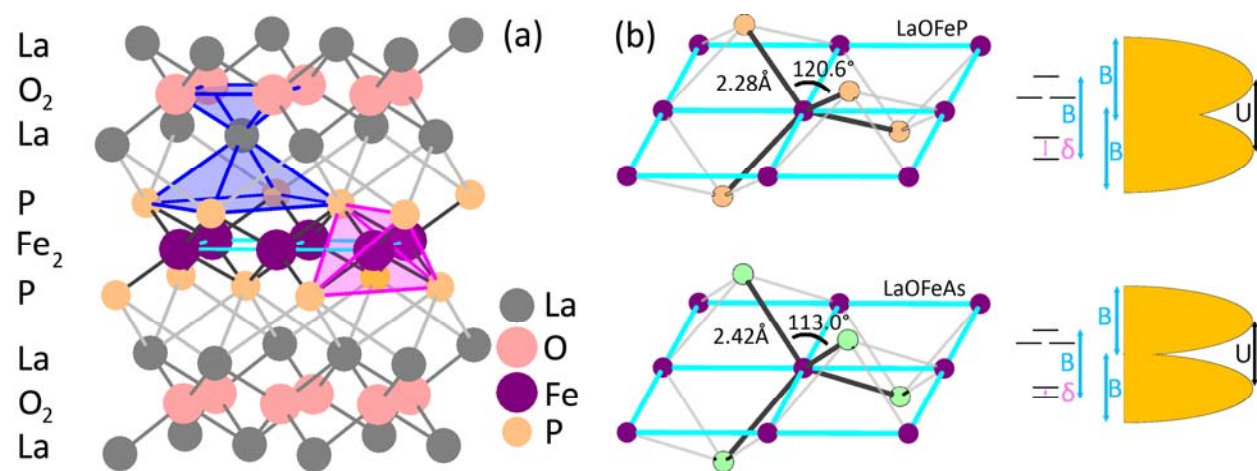 (a)
La
O2
La
P
Fe2
P
La
O2
La
La
O
Fe
P
(b)
LaOFeP
2.28Å
120.6°
B
δ
B
B
U
LaOFeAs
2.42Å
113.0°
B
δ
B
B
U